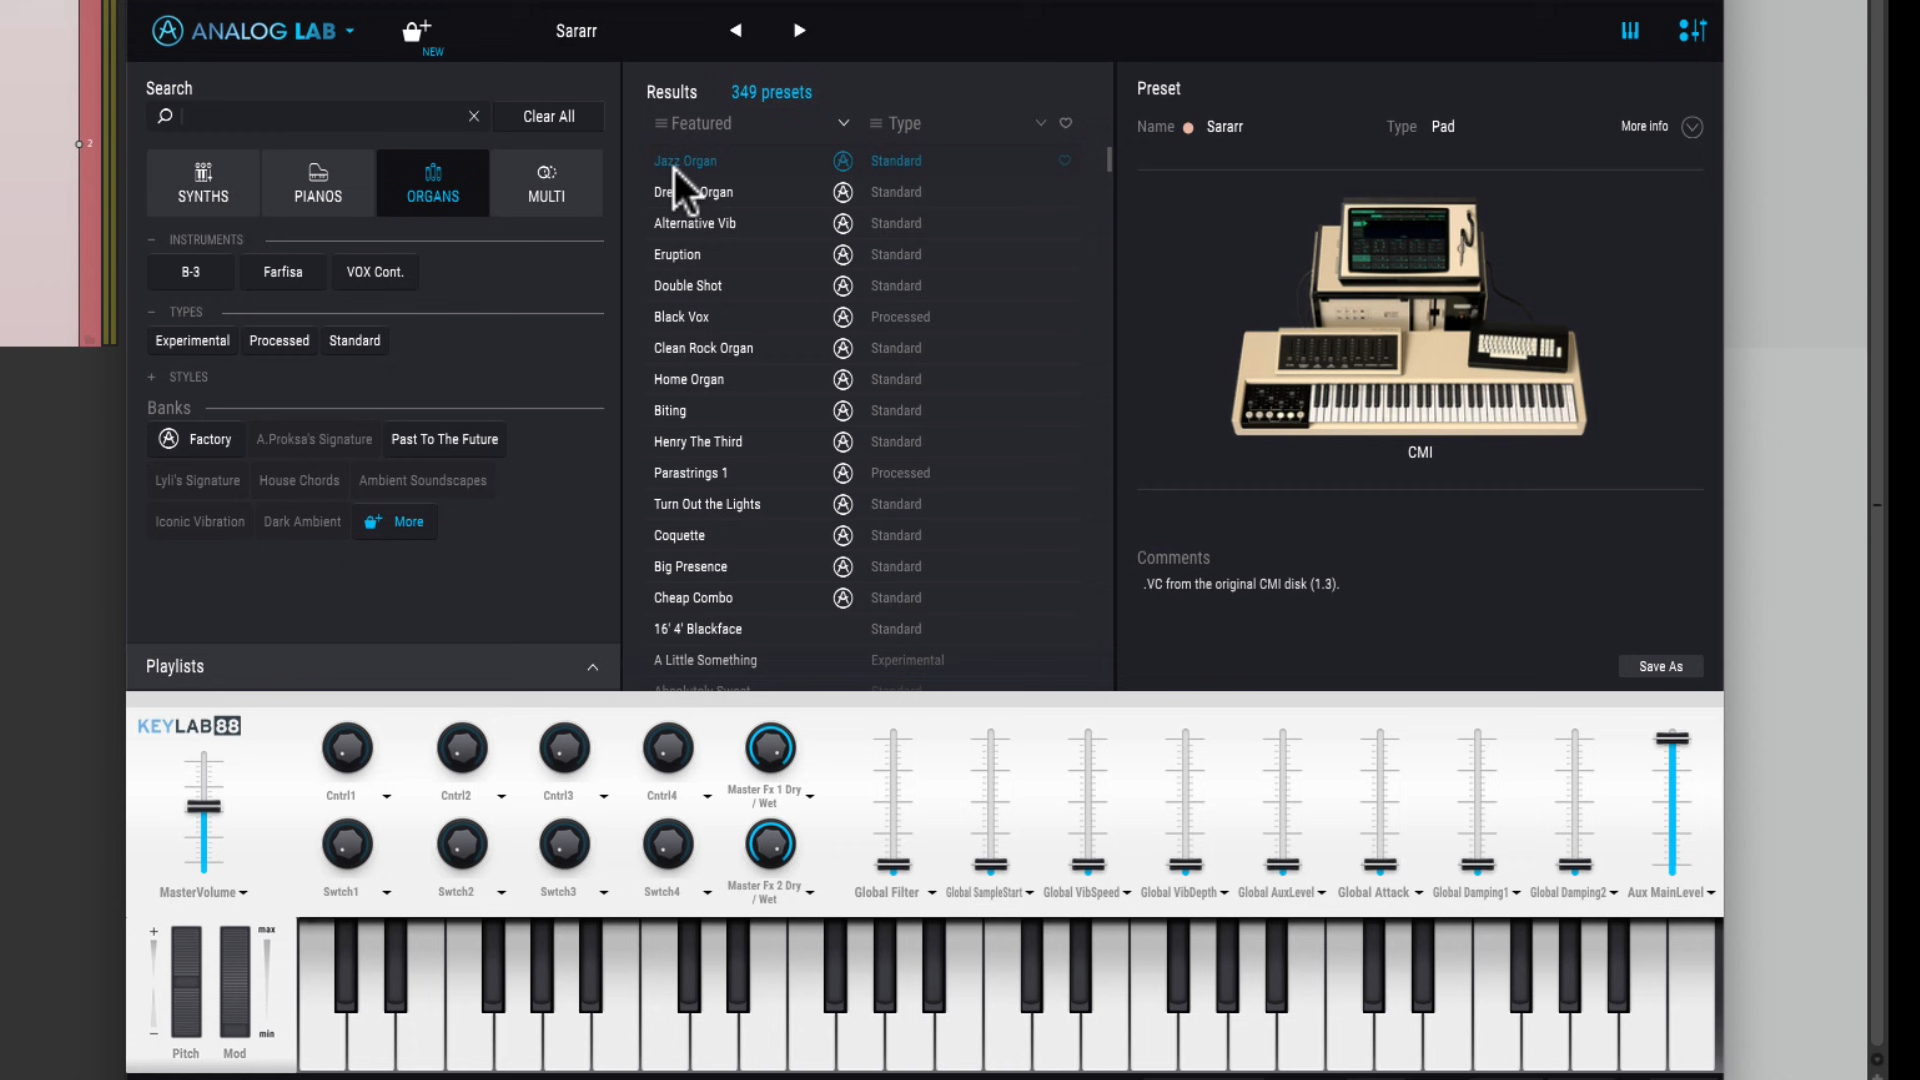 ANALOG LAB
NEW
Sararr
2
Search
Clear All
SYNTHS
PIANOS
ORGANS
MULTI
INSTRUMENTS
B-3
Farfisa
VOX Cont.
TYPES
Experimental
Processed
Standard
STYLES
Banks
Factory
A.Proksa's Signature
Past To The Future
Lyli's Signature
House Chords
Ambient Soundscapes
Iconic Vibration
Dark Ambient
More
Playlists
Results 349 presets
Featured Type
Jazz Organ Standard
Organ Standard
Alternative Vib Standard
Eruption Standard
Double Shot Standard
Black Vox Processed
Clean Rock Organ Standard
Home Organ Standard
Biting Standard
Henry The Third Standard
Parastrings 1 Processed
Turn Out the Lights Standard
Coquette Standard
Big Presence Standard
Cheap Combo Standard
16' 4' Blackface Standard
A Little Something Experimental
Absolutely Sweet Standard
Preset
Name Sararr Type Pad More info
CMI
Comments
.VC from the original CMI disk (1.3).
Save As
KEYLAB 88
MasterVolume
Cntrl1
Cntrl2
Cntrl3
Cntrl4
Master Fx 1 Dry
/ Wet
Swtch1
Swtch2
Swtch3
Swtch4
Master Fx 2 Dry
/ Wet
Global Filter
Global SampleStart
Global VibSpeed
Global VibDepth
Global AuxLevel
Global Attack
Global Damping1
Global Damping2
Aux MainLevel
+
−
max
min
Pitch
Mod